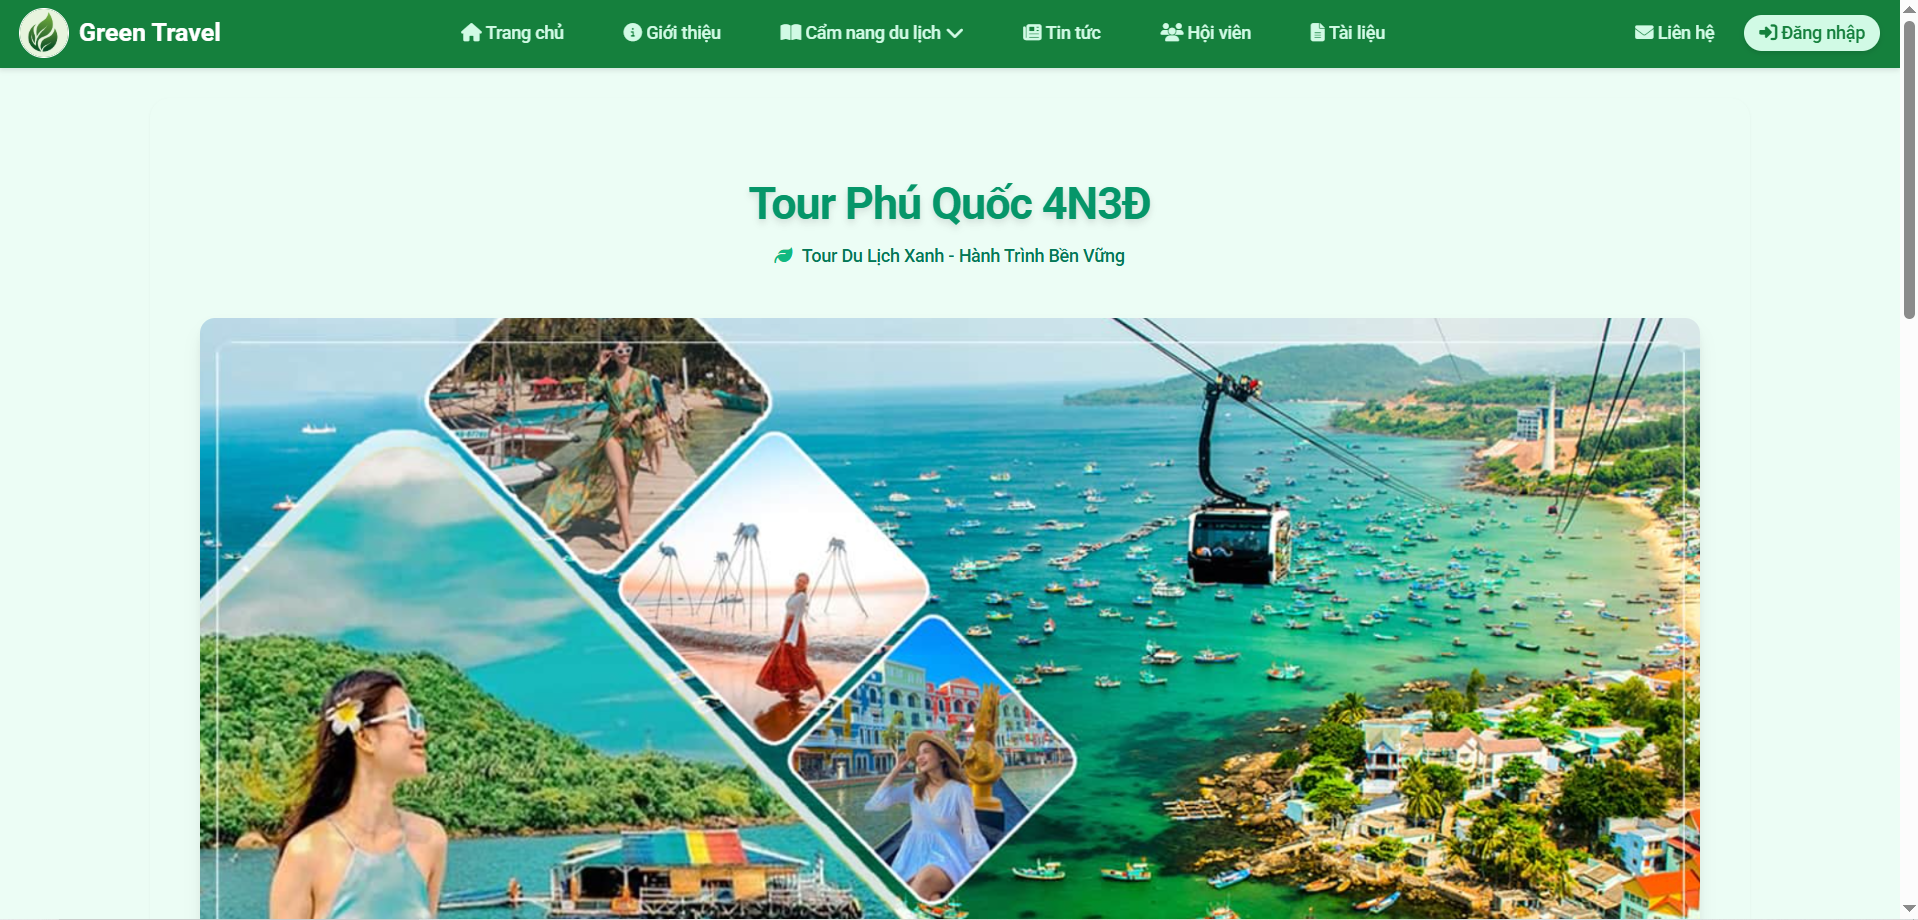 Green Travel
Trang chủ
Giới thiệu
Cẩm nang du lịch
Tin tức
Hội viên
Tài liệu
Liên hệ
Đăng nhập
Tour Phú Quốc 4N3Đ
Tour Du Lịch Xanh - Hành Trình Bền Vững